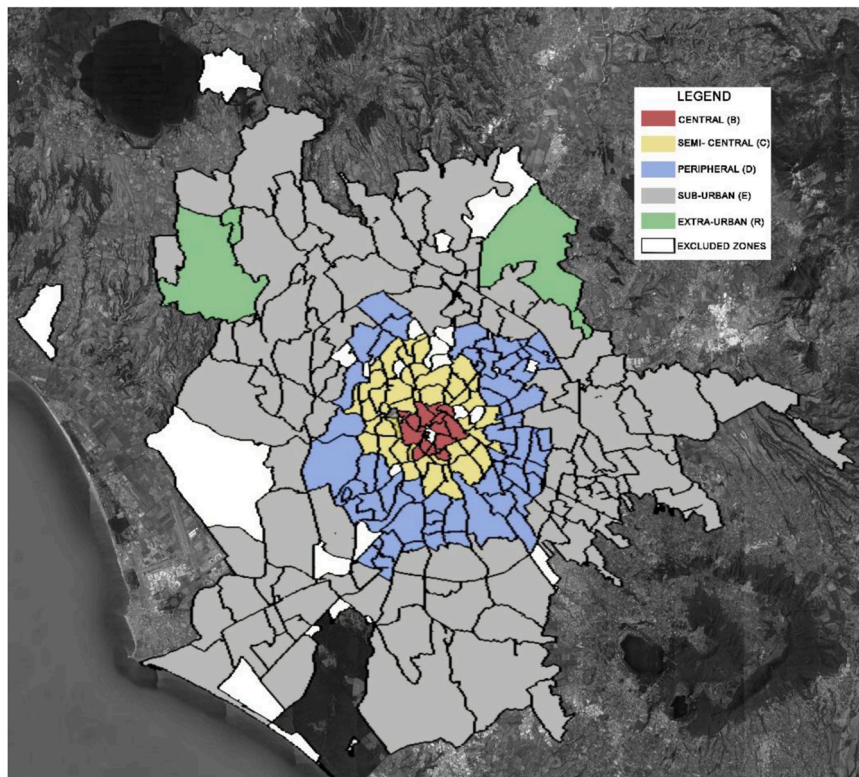 LEGEND
CENTRAL (B)
SEMI- CENTRAL (C)
PERIPHERAL (D)
SUB-URBAN (E)
EXTRA-URBAN (R)
EXCLUDED ZONES